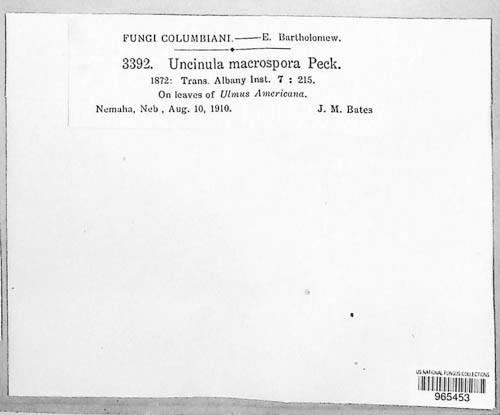 FUNGI COLUMBIANI.——E. Bartholomew.
3392. Uncinula macrospora Peck.
1872: Trans. Albany Inst. 7 : 215.
On leaves of Ulmus Americana.
Nemaha, Neb , Aug. 10, 1910. J. M. Bates
US NATIONAL FUNGUS COLLECTIONS
965453